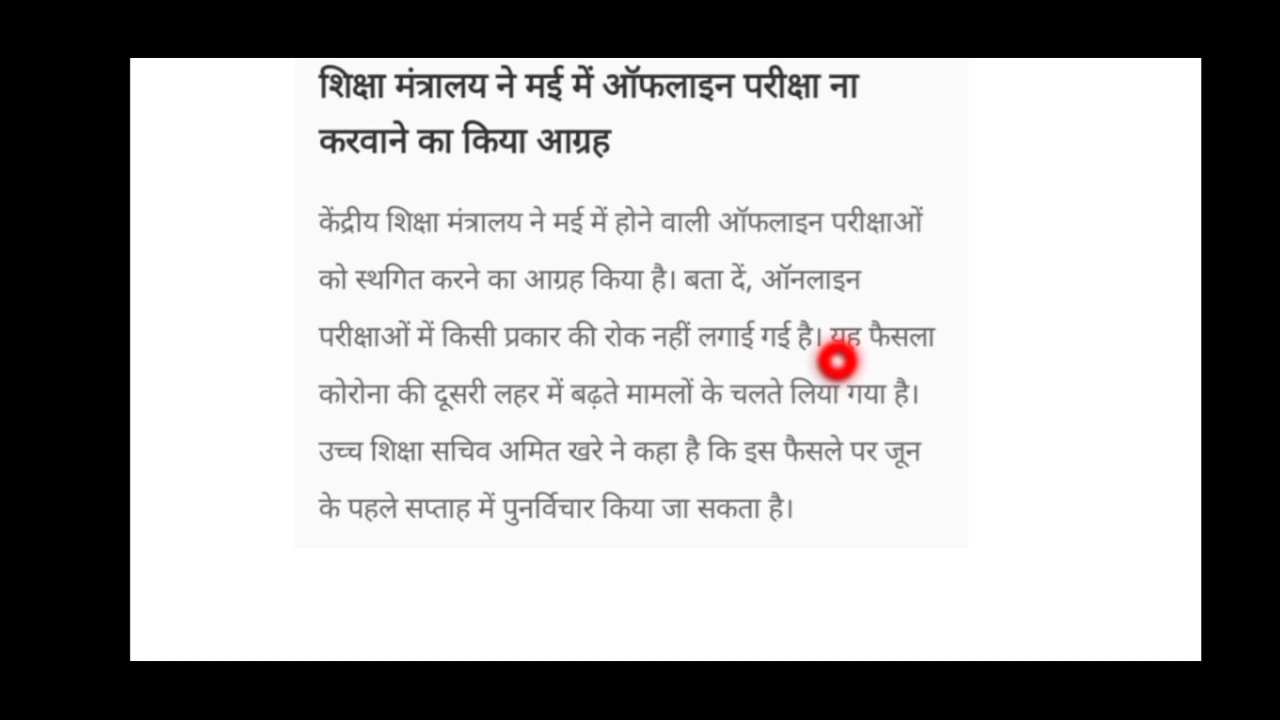 शिक्षा मंत्रालय ने मई में ऑफलाइन परीक्षा ना
करवाने का किया आग्रह
केंद्रीय शिक्षा मंत्रालय ने मई में होने वाली ऑफलाइन परीक्षाओं
को स्थगित करने का आग्रह किया है। बता दें, ऑनलाइन
परीक्षाओं में किसी प्रकार की रोक नहीं लगाई गई है। यह फैसला
कोरोना की दूसरी लहर में बढ़ते मामलों के चलते लिया गया है।
उच्च शिक्षा सचिव अमित खरे ने कहा है कि इस फैसले पर जून
के पहले सप्ताह में पुनर्विचार किया जा सकता है।